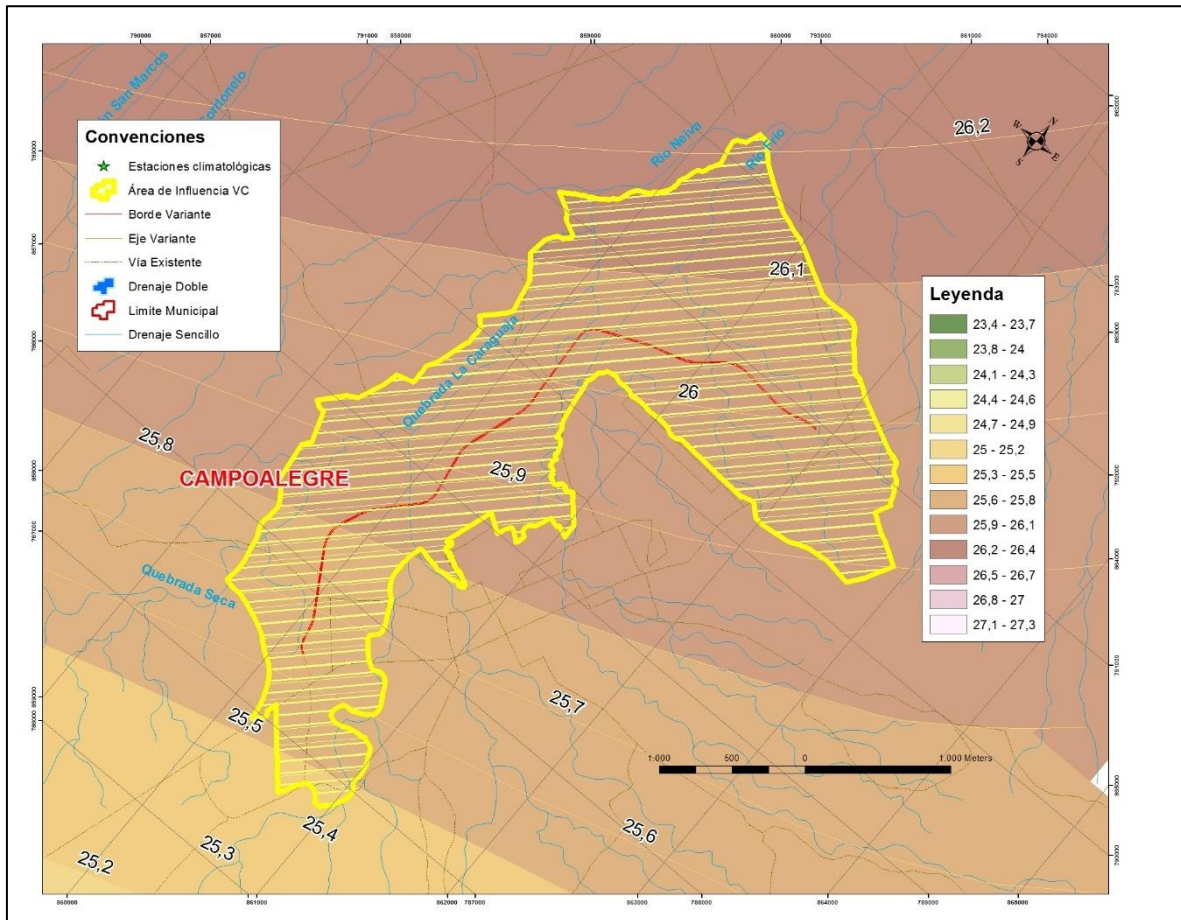 790000
857000
791000
858000
859000
860000
793000
861000
794000
San Marcos
Rio Neiva
Rio Frio
26,2
N
W
E
S
Convenciones
Estaciones climatológicas
Área de Influencia VC
Borde Variante
Eje Variante
Vía Existente
Drenaje Doble
Limite Municipal
Drenaje Sencillo
26,1
Leyenda
23,4 - 23,7
23,8 - 24
24,1 - 24,3
24,4 - 24,6
24,7 - 24,9
25 - 25,2
25,3 - 25,5
25,6 - 25,8
25,9 - 26,1
26,2 - 26,4
26,5 - 26,7
26,8 - 27
27,1 - 27,3
Quebrada La Caraguaja
26
25,8
CAMPOALEGRE
25,9
Quebrada Seca
25,7
25,5
1.000 500 0 1.000 Meters
25,4
25,6
25,3
25,2
860000
861000
862000
787000
863000
788000
864000
789000